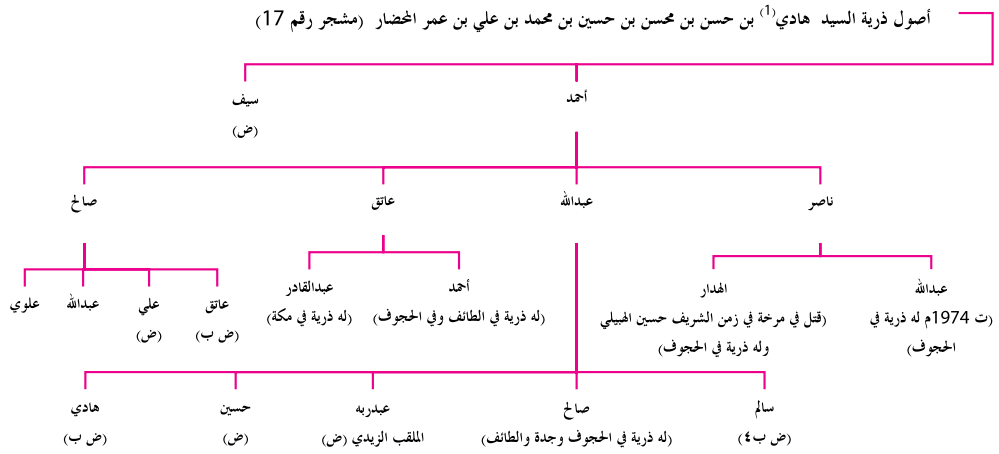 أصول ذرية السيد هادي(1) بن حسن بن محسن بن حسين بن محمد بن علي بن عمر المحضار (مشجر رقم 17)
أحمد
سيف
(ض)
ناصر
عبدالله
عاتق
صالح
عبدالله
(ت 1974م له ذرية في
الحجوف)
الهدار
(قتل في مرخة في زمن الشريف حسين الهبيلي
وله ذرية في الحجوف)
أحمد
(له ذرية في الطائف وفي الحجوف)
عبدالقادر
(له ذرية في مكة)
عاتق
(ض ب)
علي
(ض)
عبدالله
علوي
سالم
(ض ب٤)
صالح
(له ذرية في الحجوف وجدة والطائف)
عبدربه
الملقب الزيدي (ض)
حسين
(ض)
هادي
(ض ب)